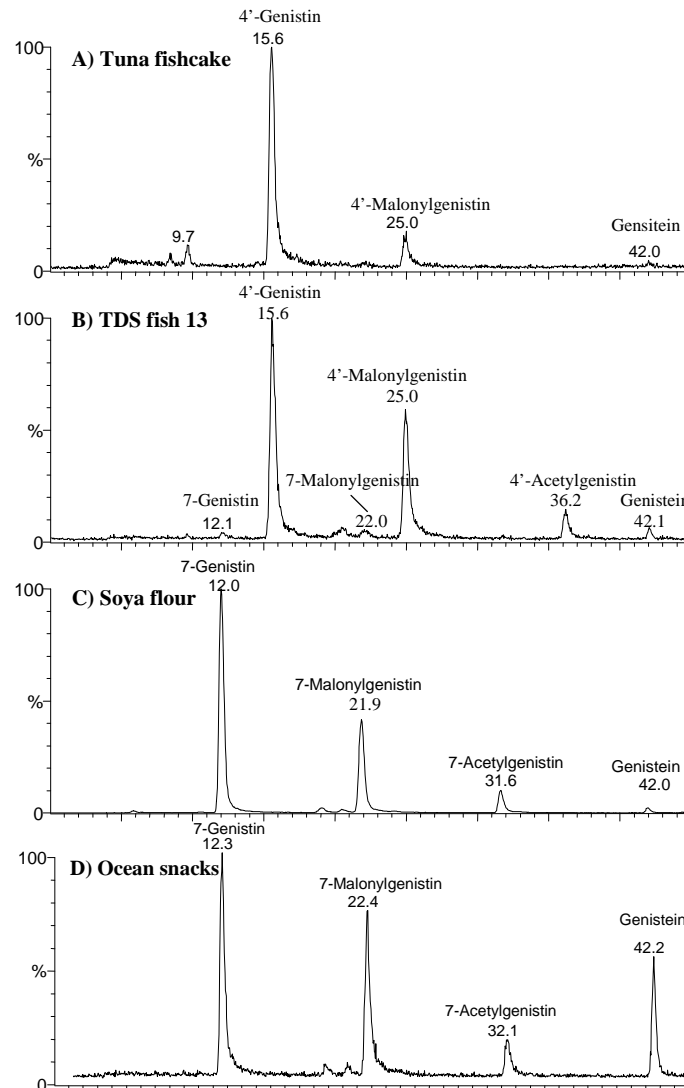 4’-Genistin
15.6
100
A) Tuna fishcake
%
4’-Malonylgenistin
25.0
9.7
Gensitein
42.0
0
4’-Genistin
15.6
100
B) TDS fish 13
4’-Malonylgenistin
25.0
%
7-Genistin
12.1
7-Malonylgenistin
22.0
4’-Acetylgenistin
36.2
Genistein
42.1
0
7-Genistin
12.0
100
C) Soya flour
7-Malonylgenistin
21.9
%
7-Acetylgenistin
31.6
Genistein
42.0
0
7-Genistin
12.3
100
D) Ocean snacks
7-Malonylgenistin
22.4
Genistein
42.2
%
7-Acetylgenistin
32.1
0